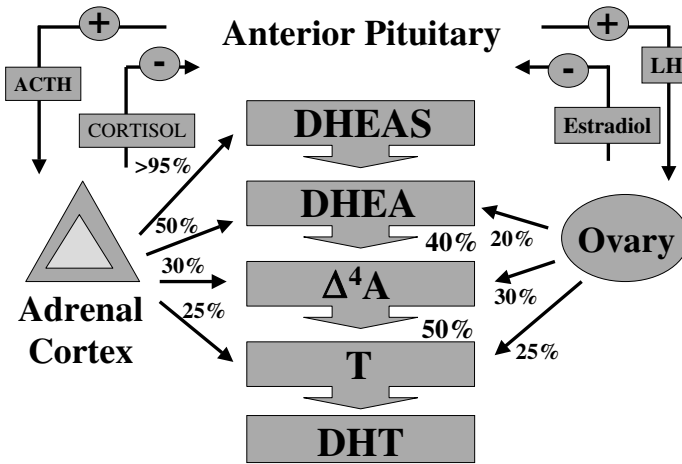 +
Anterior Pituitary
+
-
-
ACTH
LH
CORTISOL
Estradiol
DHEAS
>95%
DHEA
50%
20%
Ovary
40%
30%
Δ⁴A
30%
Adrenal
Cortex
25%
50%
25%
T
DHT